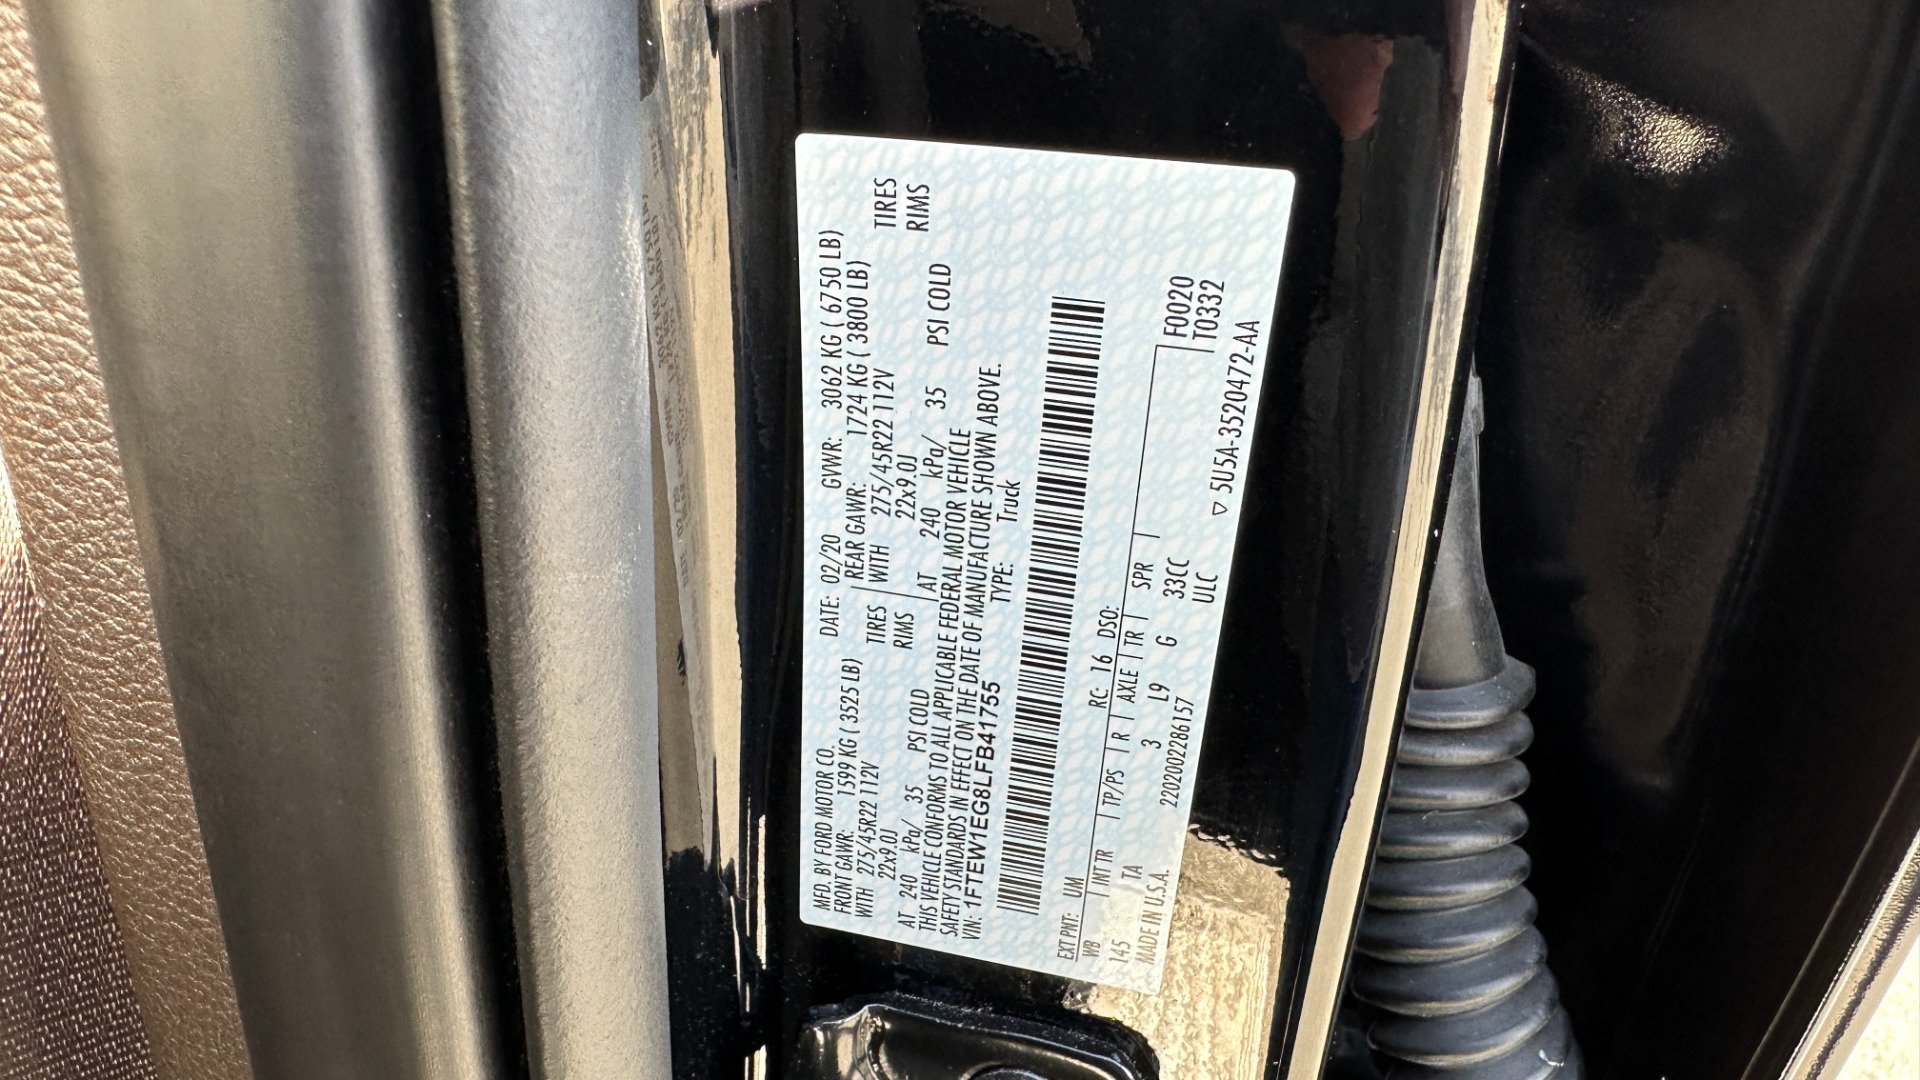 MFD. BY FORD MOTOR CO.
DATE: 02/20 GVWR: 3062 KG ( 6750 LB)
FRONT GAWR: 1599 KG ( 3525 LB) REAR GAWR: 1724 KG ( 3800 LB)
WITH 275/45R22 112V TIRES WITH 275/45R22 112V TIRES
22x9.0J RIMS 22x9.0J RIMS
AT 240 kPa/ 35 PSI COLD AT 240 kPa/ 35 PSI COLD
THIS VEHICLE CONFORMS TO ALL APPLICABLE FEDERAL MOTOR VEHICLE
SAFETY STANDARDS IN EFFECT ON THE DATE OF MANUFACTURE SHOWN ABOVE.
VIN: 1FTEW1EG8LFB41755 TYPE: Truck
EXT PNT: UM RC: 16 DSO:
WB INT TR TP/PS R AXLE TR SPR F0020
145 TA 3 L9 G 33CC T0332
MADE IN U.S.A. 2202002286157 ULC
▽ 5U5A-3520472-AA